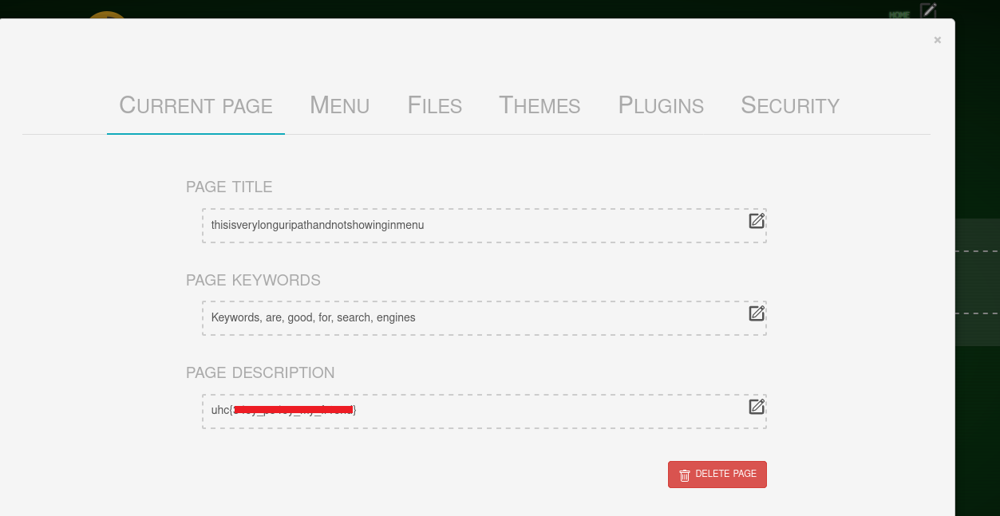 HOME
×
CURRENT PAGE MENU FILES THEMES PLUGINS SECURITY
PAGE TITLE
thisisverylonguripathandnotshowinginmenu
PAGE KEYWORDS
Keywords, are, good, for, search, engines
PAGE DESCRIPTION
uhc{ }
DELETE PAGE